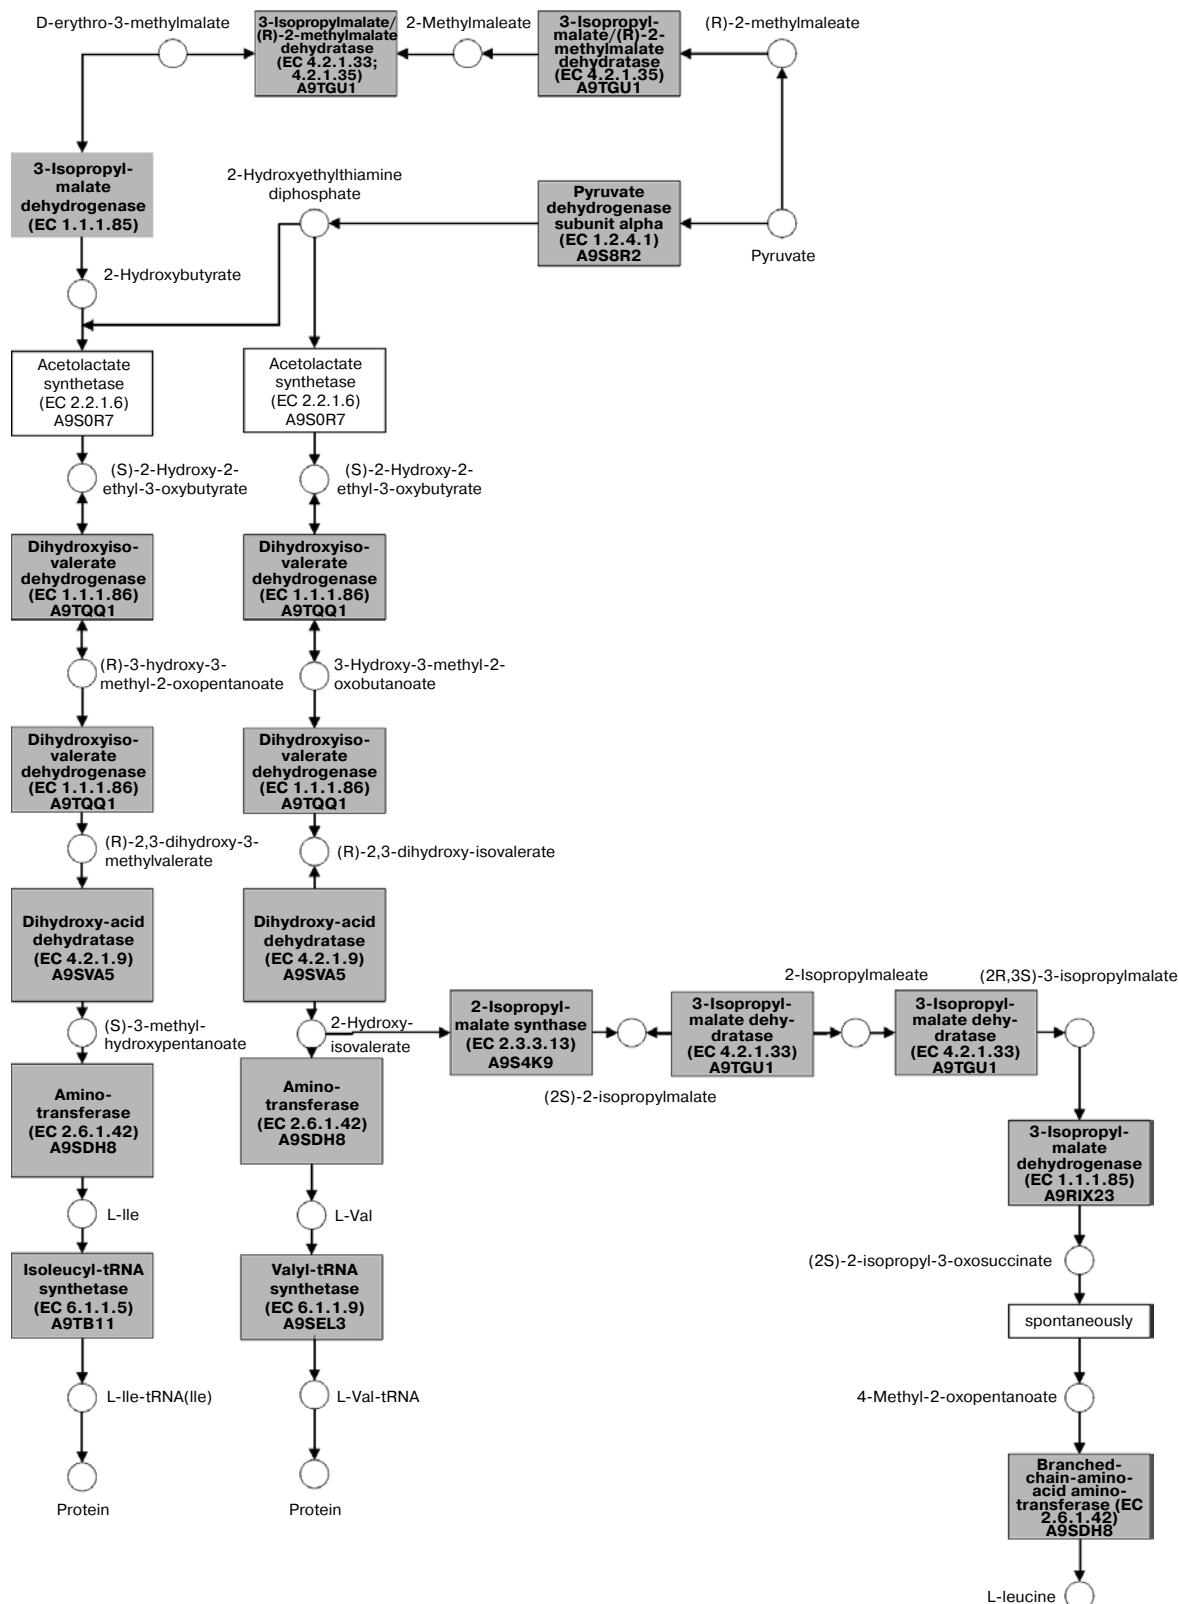 D-erythro-3-methylmalate
3-Isopropylmalate/
(R)-2-methylmalate
dehydratase
(EC 4.2.1.33;
4.2.1.35)
A9TGU1
2-Methylmaleate
3-Isopropyl-
malate/(R)-2-
methylmalate
dehydratase
(EC 4.2.1.35)
A9TGU1
(R)-2-methylmaleate
3-Isopropyl-
malate
dehydrogenase
(EC 1.1.1.85)
2-Hydroxyethylthiamine
diphosphate
Pyruvate
dehydrogenase
subunit alpha
(EC 1.2.4.1)
A9S8R2
Pyruvate
2-Hydroxybutyrate
Acetolactate
synthetase
(EC 2.2.1.6)
A9S0R7
Acetolactate
synthetase
(EC 2.2.1.6)
A9S0R7
(S)-2-Hydroxy-2-
ethyl-3-oxybutyrate
(S)-2-Hydroxy-2-
ethyl-3-oxybutyrate
Dihydroxyiso-
valerate
dehydrogenase
(EC 1.1.1.86)
A9TQQ1
Dihydroxyiso-
valerate
dehydrogenase
(EC 1.1.1.86)
A9TQQ1
(R)-3-hydroxy-3-
methyl-2-oxopentanoate
3-Hydroxy-3-methyl-2-
oxobutanoate
Dihydroxyiso-
valerate
dehydrogenase
(EC 1.1.1.86)
A9TQQ1
Dihydroxyiso-
valerate
dehydrogenase
(EC 1.1.1.86)
A9TQQ1
(R)-2,3-dihydroxy-3-
methylvalerate
(R)-2,3-dihydroxy-isovalerate
Dihydroxy-acid
dehydratase
(EC 4.2.1.9)
A9SVA5
Dihydroxy-acid
dehydratase
(EC 4.2.1.9)
A9SVA5
(S)-3-methyl-
hydroxypentanoate
2-Hydroxy-
isovalerate
2-Isopropyl-
malate synthase
(EC 2.3.3.13)
A9S4K9
(2S)-2-isopropylmalate
3-Isopropyl-
malate dehy-
dratase
(EC 4.2.1.33)
A9TGU1
2-Isopropylmaleate
3-Isopropyl-
malate dehy-
dratase
(EC 4.2.1.33)
A9TGU1
(2R,3S)-3-isopropylmalate
Amino-
transferase
(EC 2.6.1.42)
A9SDH8
Amino-
transferase
(EC 2.6.1.42)
A9SDH8
3-Isopropyl-
malate
dehydrogenase
(EC 1.1.1.85)
A9RIX23
L-Ile
L-Val
(2S)-2-isopropyl-3-oxosuccinate
Isoleucyl-tRNA
synthetase
(EC 6.1.1.5)
A9TB11
Valyl-tRNA
synthetase
(EC 6.1.1.9)
A9SEL3
spontaneously
L-Ile-tRNA(Ile)
L-Val-tRNA
4-Methyl-2-oxopentanoate
Protein
Protein
Branched-
chain-amino-
acid amino-
transferase (EC
2.6.1.42)
A9SDH8
L-leucine